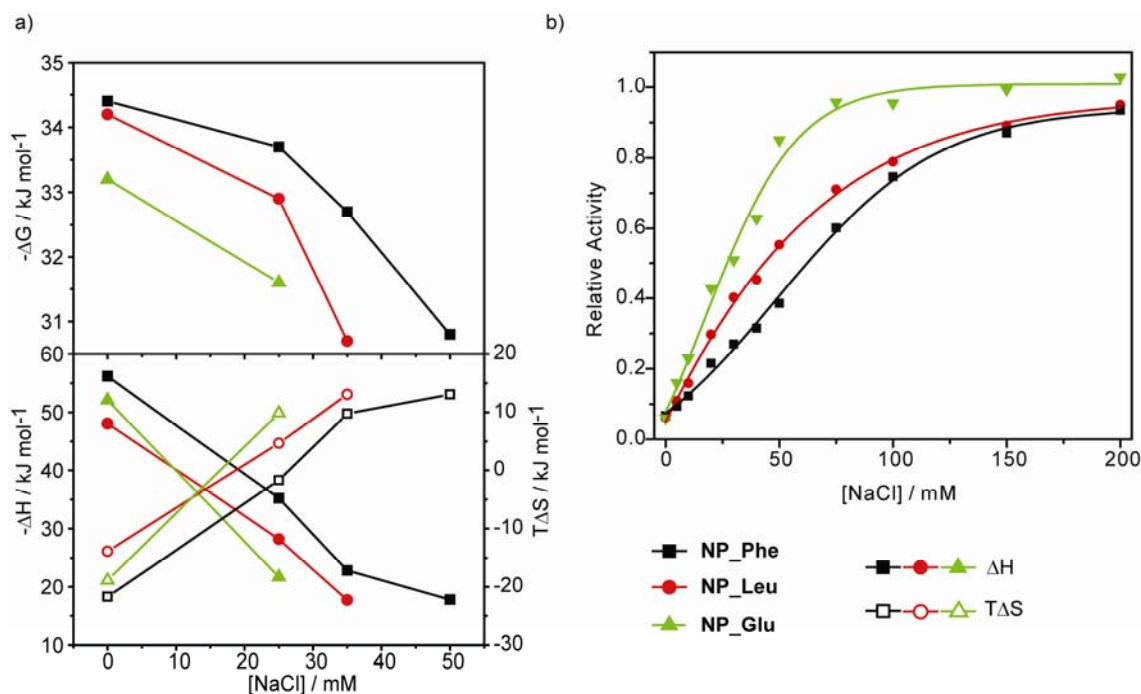 a)
35
34
33
32
31
-ΔG / kJ mol⁻¹
60
50
40
30
20
10
-ΔH / kJ mol⁻¹
20
10
0
-10
-20
-30
TΔS / kJ mol⁻¹
0 10 20 30 40 50
[NaCl] / mM
b)
1.0
0.8
0.6
0.4
0.2
0.0
Relative Activity
0 50 100 150 200
[NaCl] / mM
NP_Phe
NP_Leu
NP_Glu
ΔH
TΔS